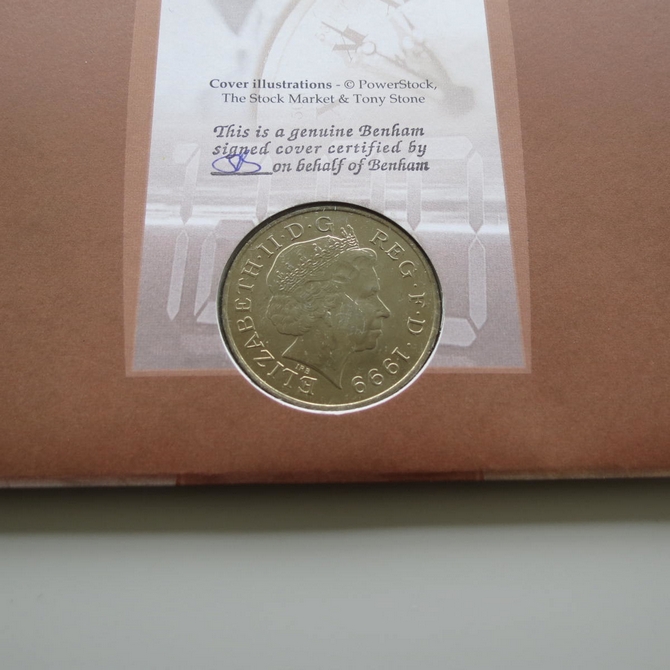 Cover illustrations - © PowerStock,
The Stock Market & Tony Stone
This is a genuine Benham
signed cover certified by
on behalf of Benham
ELIZABETH·II·D·G REG·F·D·1999
IRB